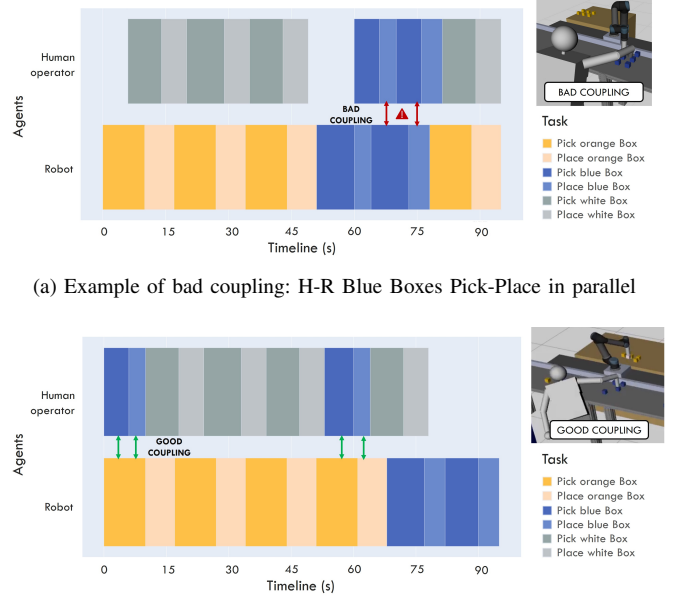 Human
operator
Robot
Agents
BAD
COUPLING
0 15 30 45 60 75 90
Timeline (s)
BAD COUPLING
Task
Pick orange Box
Place orange Box
Pick blue Box
Place blue Box
Pick white Box
Place white Box
(a) Example of bad coupling: H-R Blue Boxes Pick-Place in parallel
Human
operator
Robot
Agents
GOOD
COUPLING
0 15 30 45 60 75 90
Timeline (s)
GOOD COUPLING
Task
Pick orange Box
Place orange Box
Pick blue Box
Place blue Box
Pick white Box
Place white Box